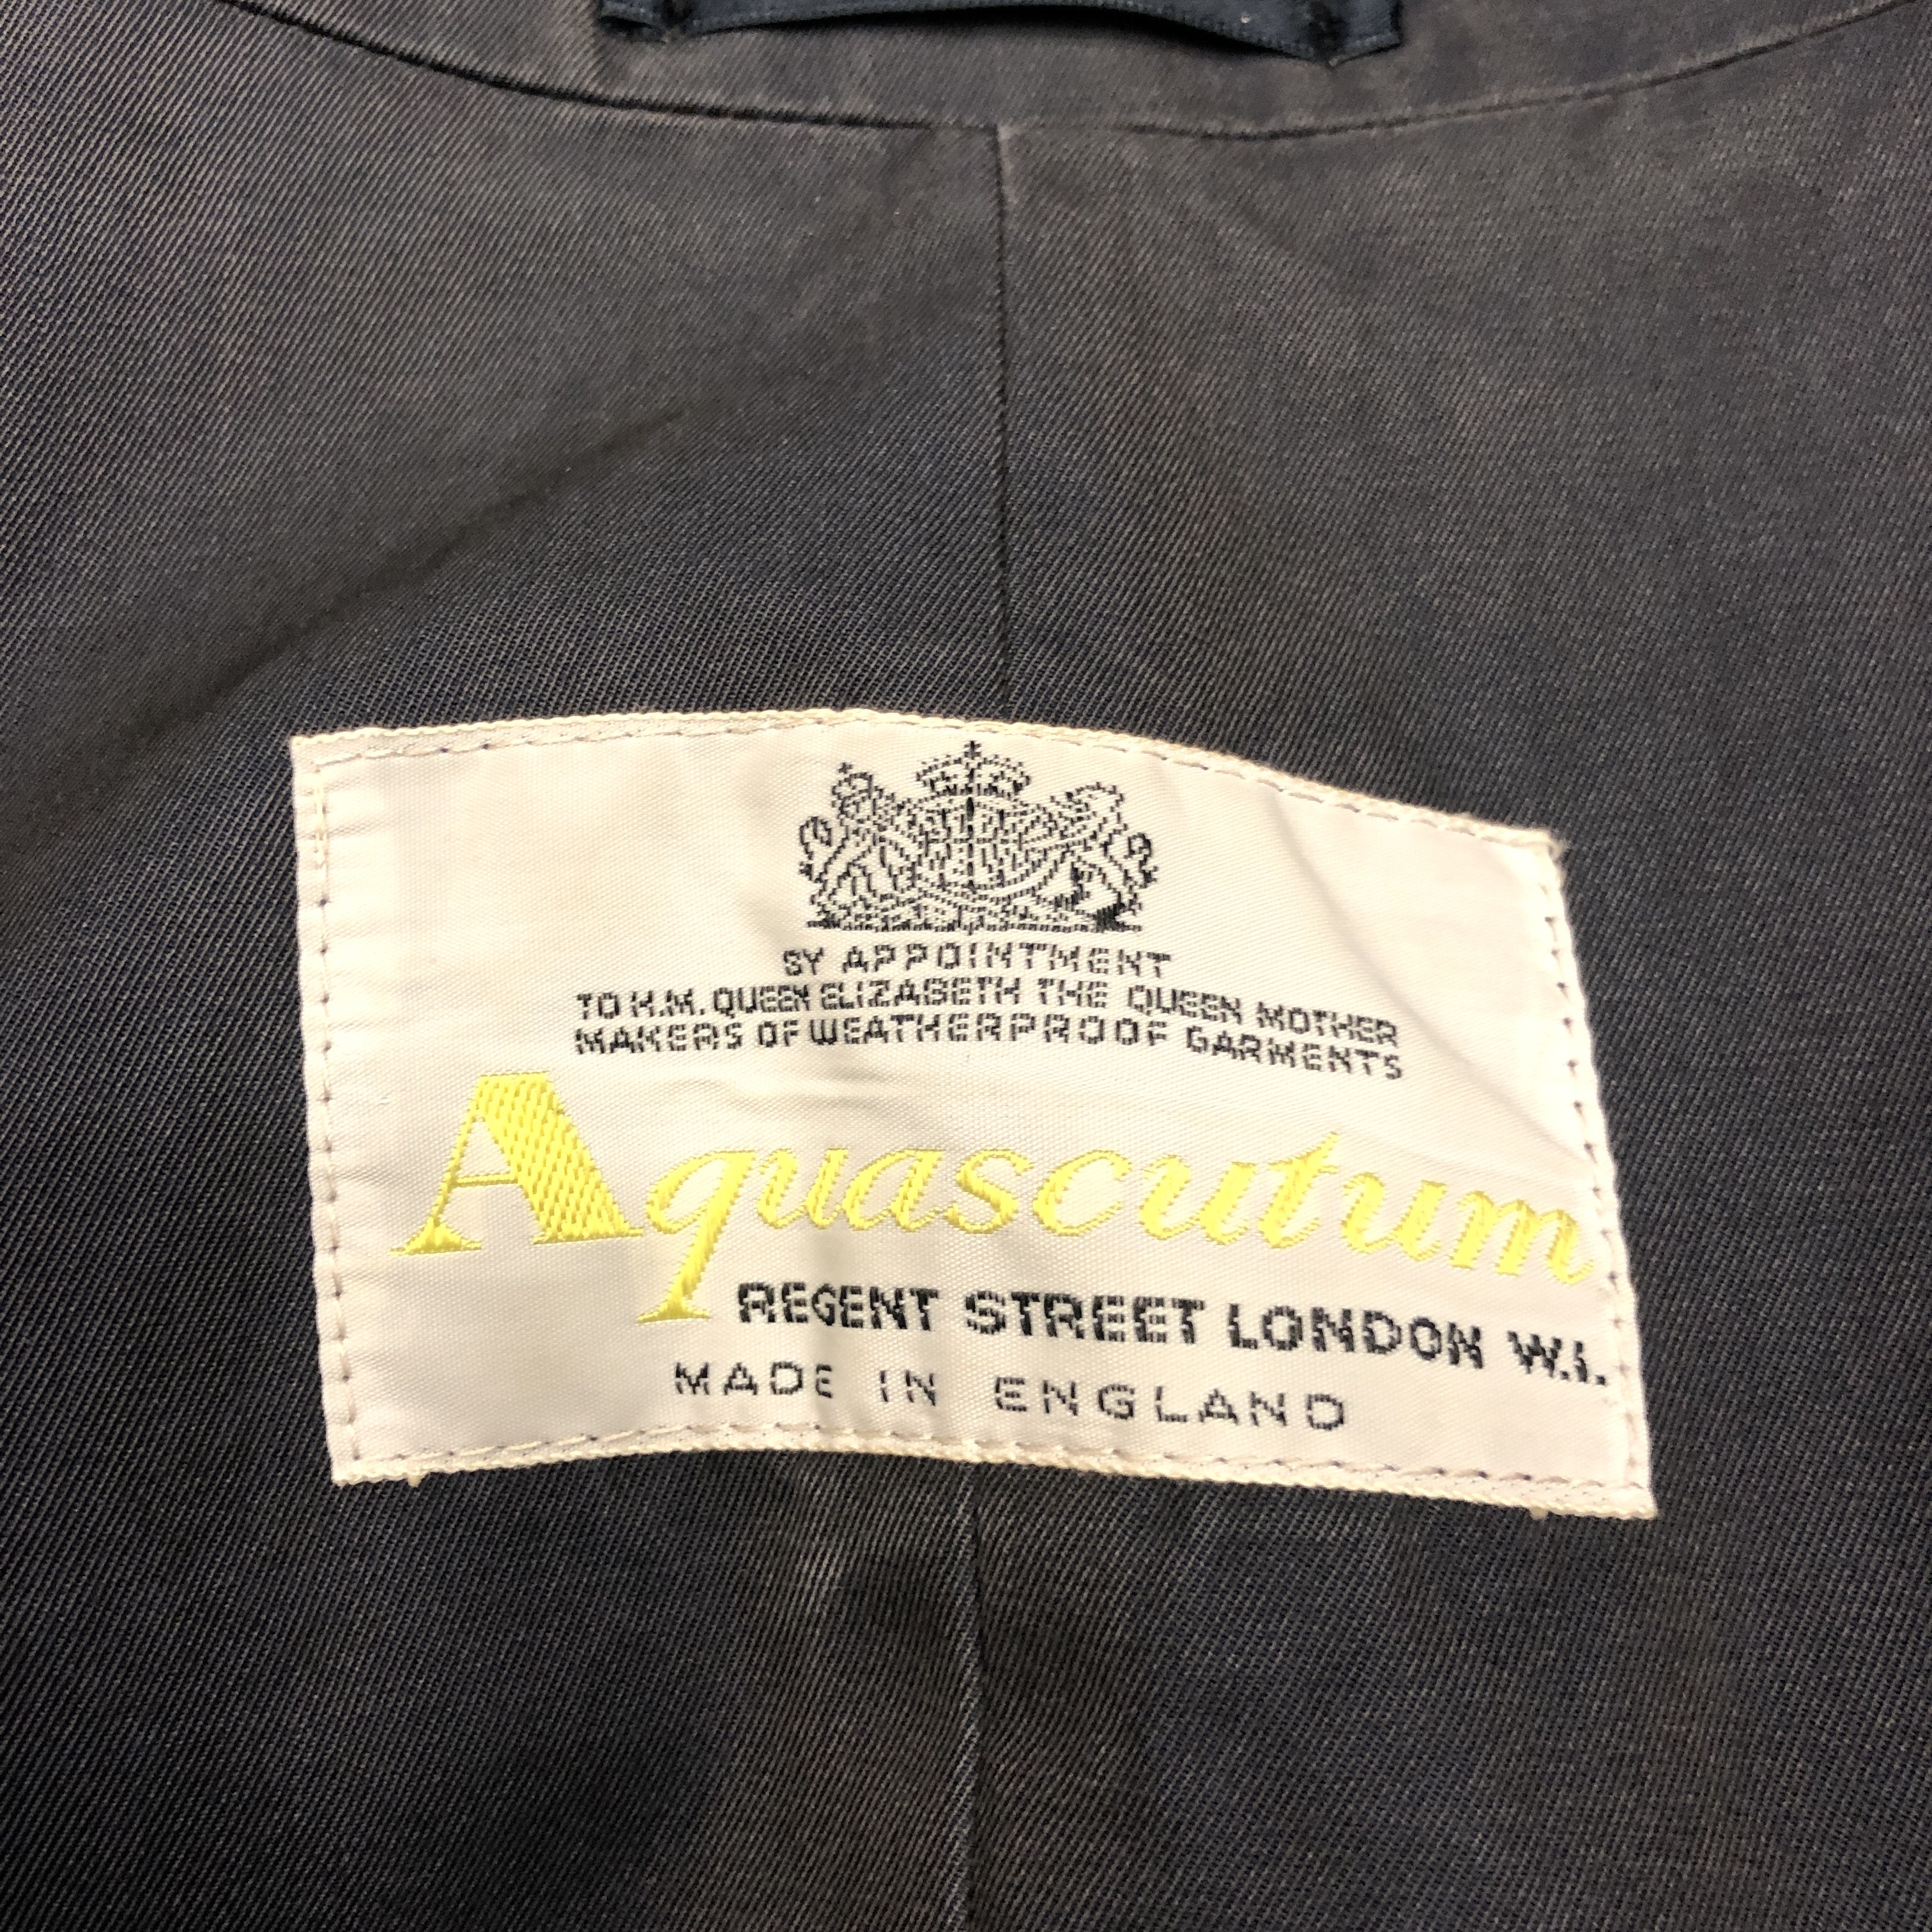 BY APPOINTMENT
TO H.M. QUEEN ELIZABETH THE QUEEN MOTHER
MAKERS OF WEATHERPROOF GARMENTS
Aquascutum
REGENT STREET LONDON W.1.
MADE IN ENGLAND